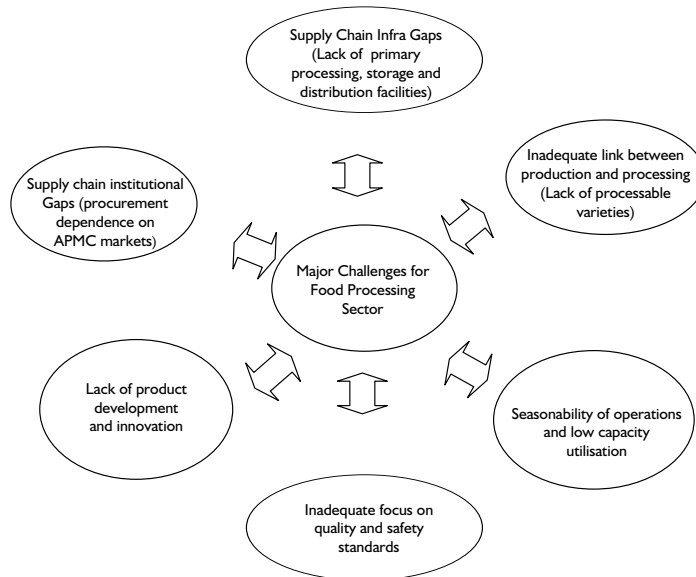 Supply Chain Infra Gaps
(Lack of primary
processing, storage and
distribution facilities)
Inadequate link between
production and processing
(Lack of processable
varieties)
Supply chain institutional
Gaps (procurement
dependence on
APMC markets)
Major Challenges for
Food Processing
Sector
Lack of product
development
and innovation
Seasonability of operations
and low capacity
utilisation
Inadequate focus on
quality and safety
standards